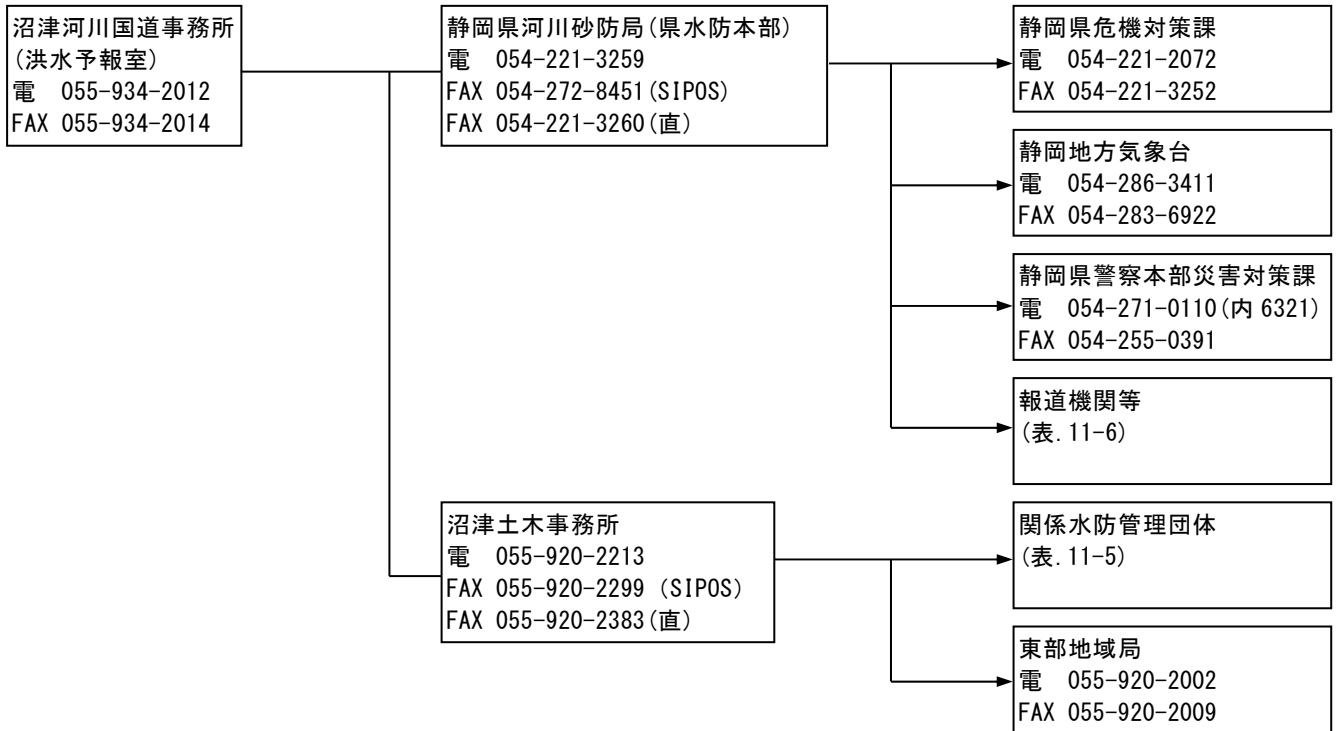 沼津河川国道事務所
(洪水予報室)
電 055-934-2012
FAX 055-934-2014
静岡県河川砂防局(県水防本部)
電 054-221-3259
FAX 054-272-8451(SIPOS)
FAX 054-221-3260(直)
静岡県危機対策課
電 054-221-2072
FAX 054-221-3252
静岡地方気象台
電 054-286-3411
FAX 054-283-6922
静岡県警察本部災害対策課
電 054-271-0110(内 6321)
FAX 054-255-0391
報道機関等
(表. 11-6)
沼津土木事務所
電 055-920-2213
FAX 055-920-2299 (SIPOS)
FAX 055-920-2383(直)
関係水防管理団体
(表. 11-5)
東部地域局
電 055-920-2002
FAX 055-920-2009